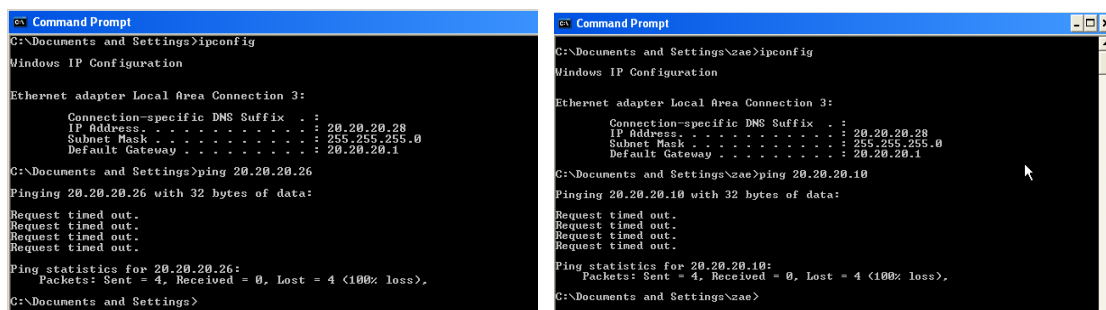 Command Prompt
C:\Documents and Settings>ipconfig
Windows IP Configuration
Ethernet adapter Local Area Connection 3:
Connection-specific DNS Suffix . :
IP Address. . . . . . . . . . . . : 20.20.20.28
Subnet Mask . . . . . . . . . . . : 255.255.255.0
Default Gateway . . . . . . . . . : 20.20.20.1
C:\Documents and Settings>ping 20.20.20.26
Pinging 20.20.20.26 with 32 bytes of data:
Request timed out.
Request timed out.
Request timed out.
Request timed out.
Ping statistics for 20.20.20.26:
Packets: Sent = 4, Received = 0, Lost = 4 (100% loss),
C:\Documents and Settings>
Command Prompt
C:\Documents and Settings\zae>ipconfig
Windows IP Configuration
Ethernet adapter Local Area Connection 3:
Connection-specific DNS Suffix . :
IP Address. . . . . . . . . . . . : 20.20.20.28
Subnet Mask . . . . . . . . . . . : 255.255.255.0
Default Gateway . . . . . . . . . : 20.20.20.1
C:\Documents and Settings\zae>ping 20.20.20.10
Pinging 20.20.20.10 with 32 bytes of data:
Request timed out.
Request timed out.
Request timed out.
Request timed out.
Ping statistics for 20.20.20.10:
Packets: Sent = 4, Received = 0, Lost = 4 (100% loss),
C:\Documents and Settings\zae>